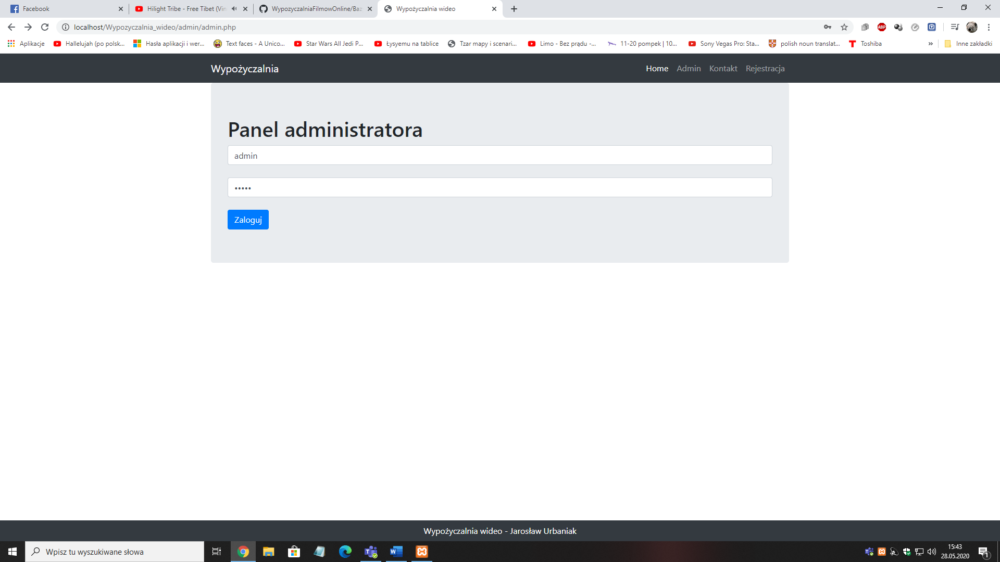 Facebook
Hilight Tribe - Free Tibet (Vin
WypozyczalniaFilmowOnline/Baz
Wypożyczalnia wideo
localhost/Wypozyczalnia_wideo/admin/admin.php
ABP
Aplikacje
Hallelujah (po polsk...
Hasła aplikacji i wer...
Text faces - A Unico...
Star Wars All Jedi P...
Łysyemu na tablice
Tzar mapy i scenari...
Limo - Bez prądu -...
11-20 pompek | 10...
Sony Vegas Pro: Sta...
polish noun translat...
Toshiba
»
Inne zakładki
Wypożyczalnia
Home
Admin
Kontakt
Rejestracja
Panel administratora
admin
•••••
Zaloguj
Wypożyczalnia wideo - Jarosław Urbaniak
Wpisz tu wyszukiwane słowa
15:43
28.05.2020
1